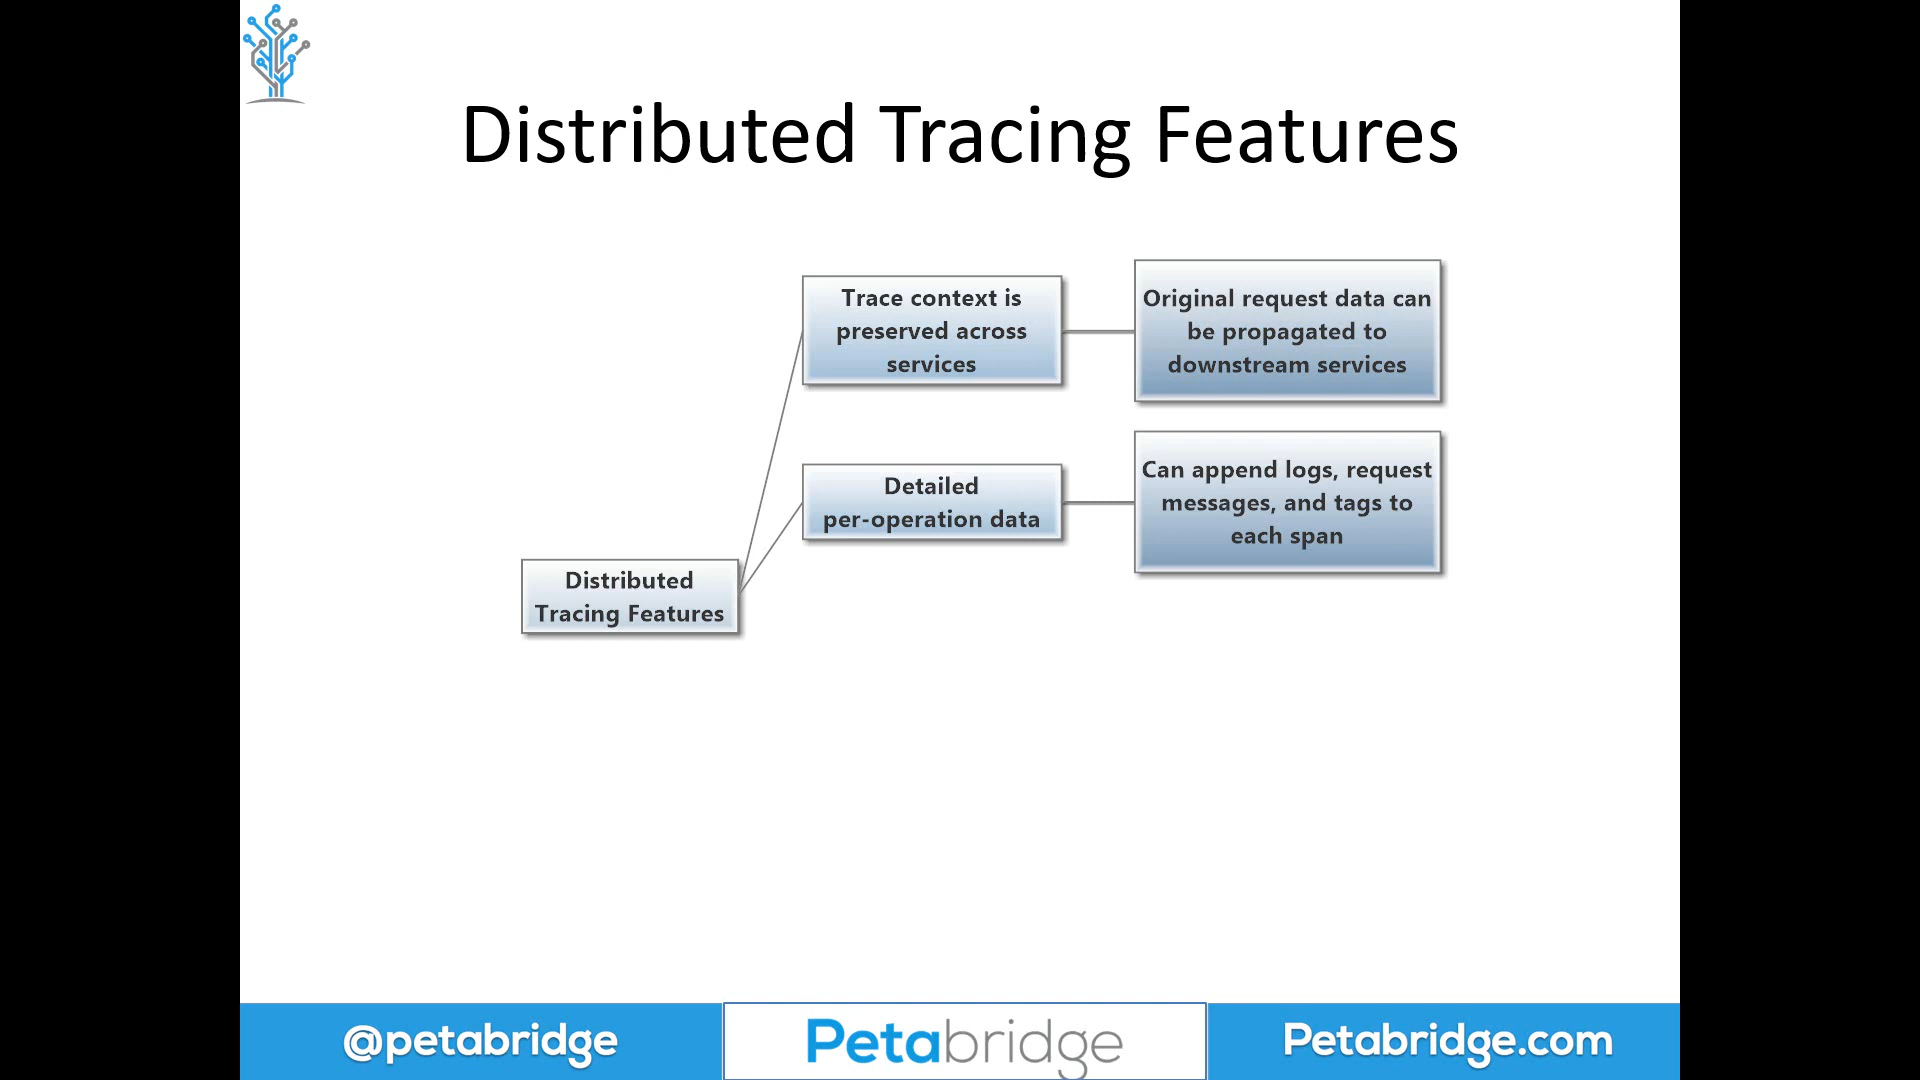 Distributed Tracing Features
Trace context is
preserved across
services
Original request data can
be propagated to
downstream services
Detailed
per-operation data
Can append logs, request
messages, and tags to
each span
Distributed
Tracing Features
@petabridge
Petabridge
Petabridge.com